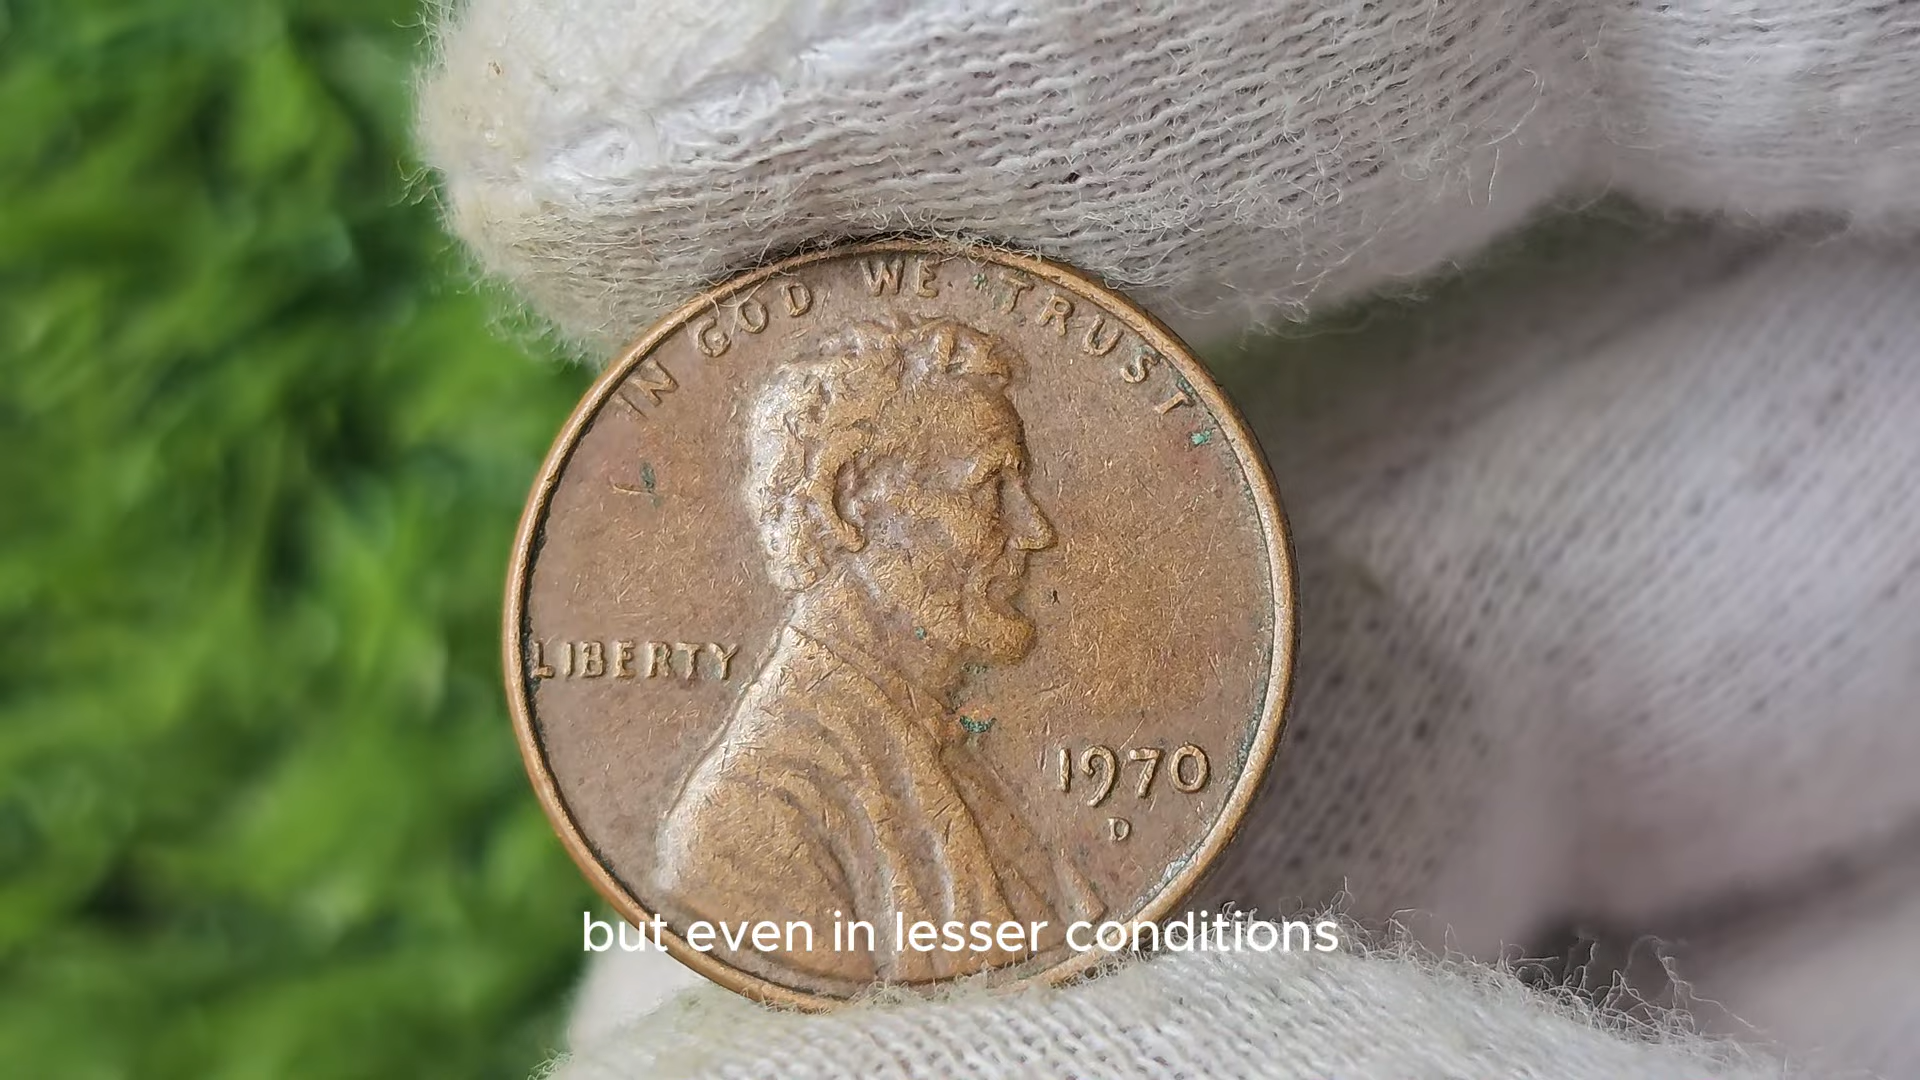 IN GOD WE TRUST
LIBERTY
1970
D
but even in lesser conditions